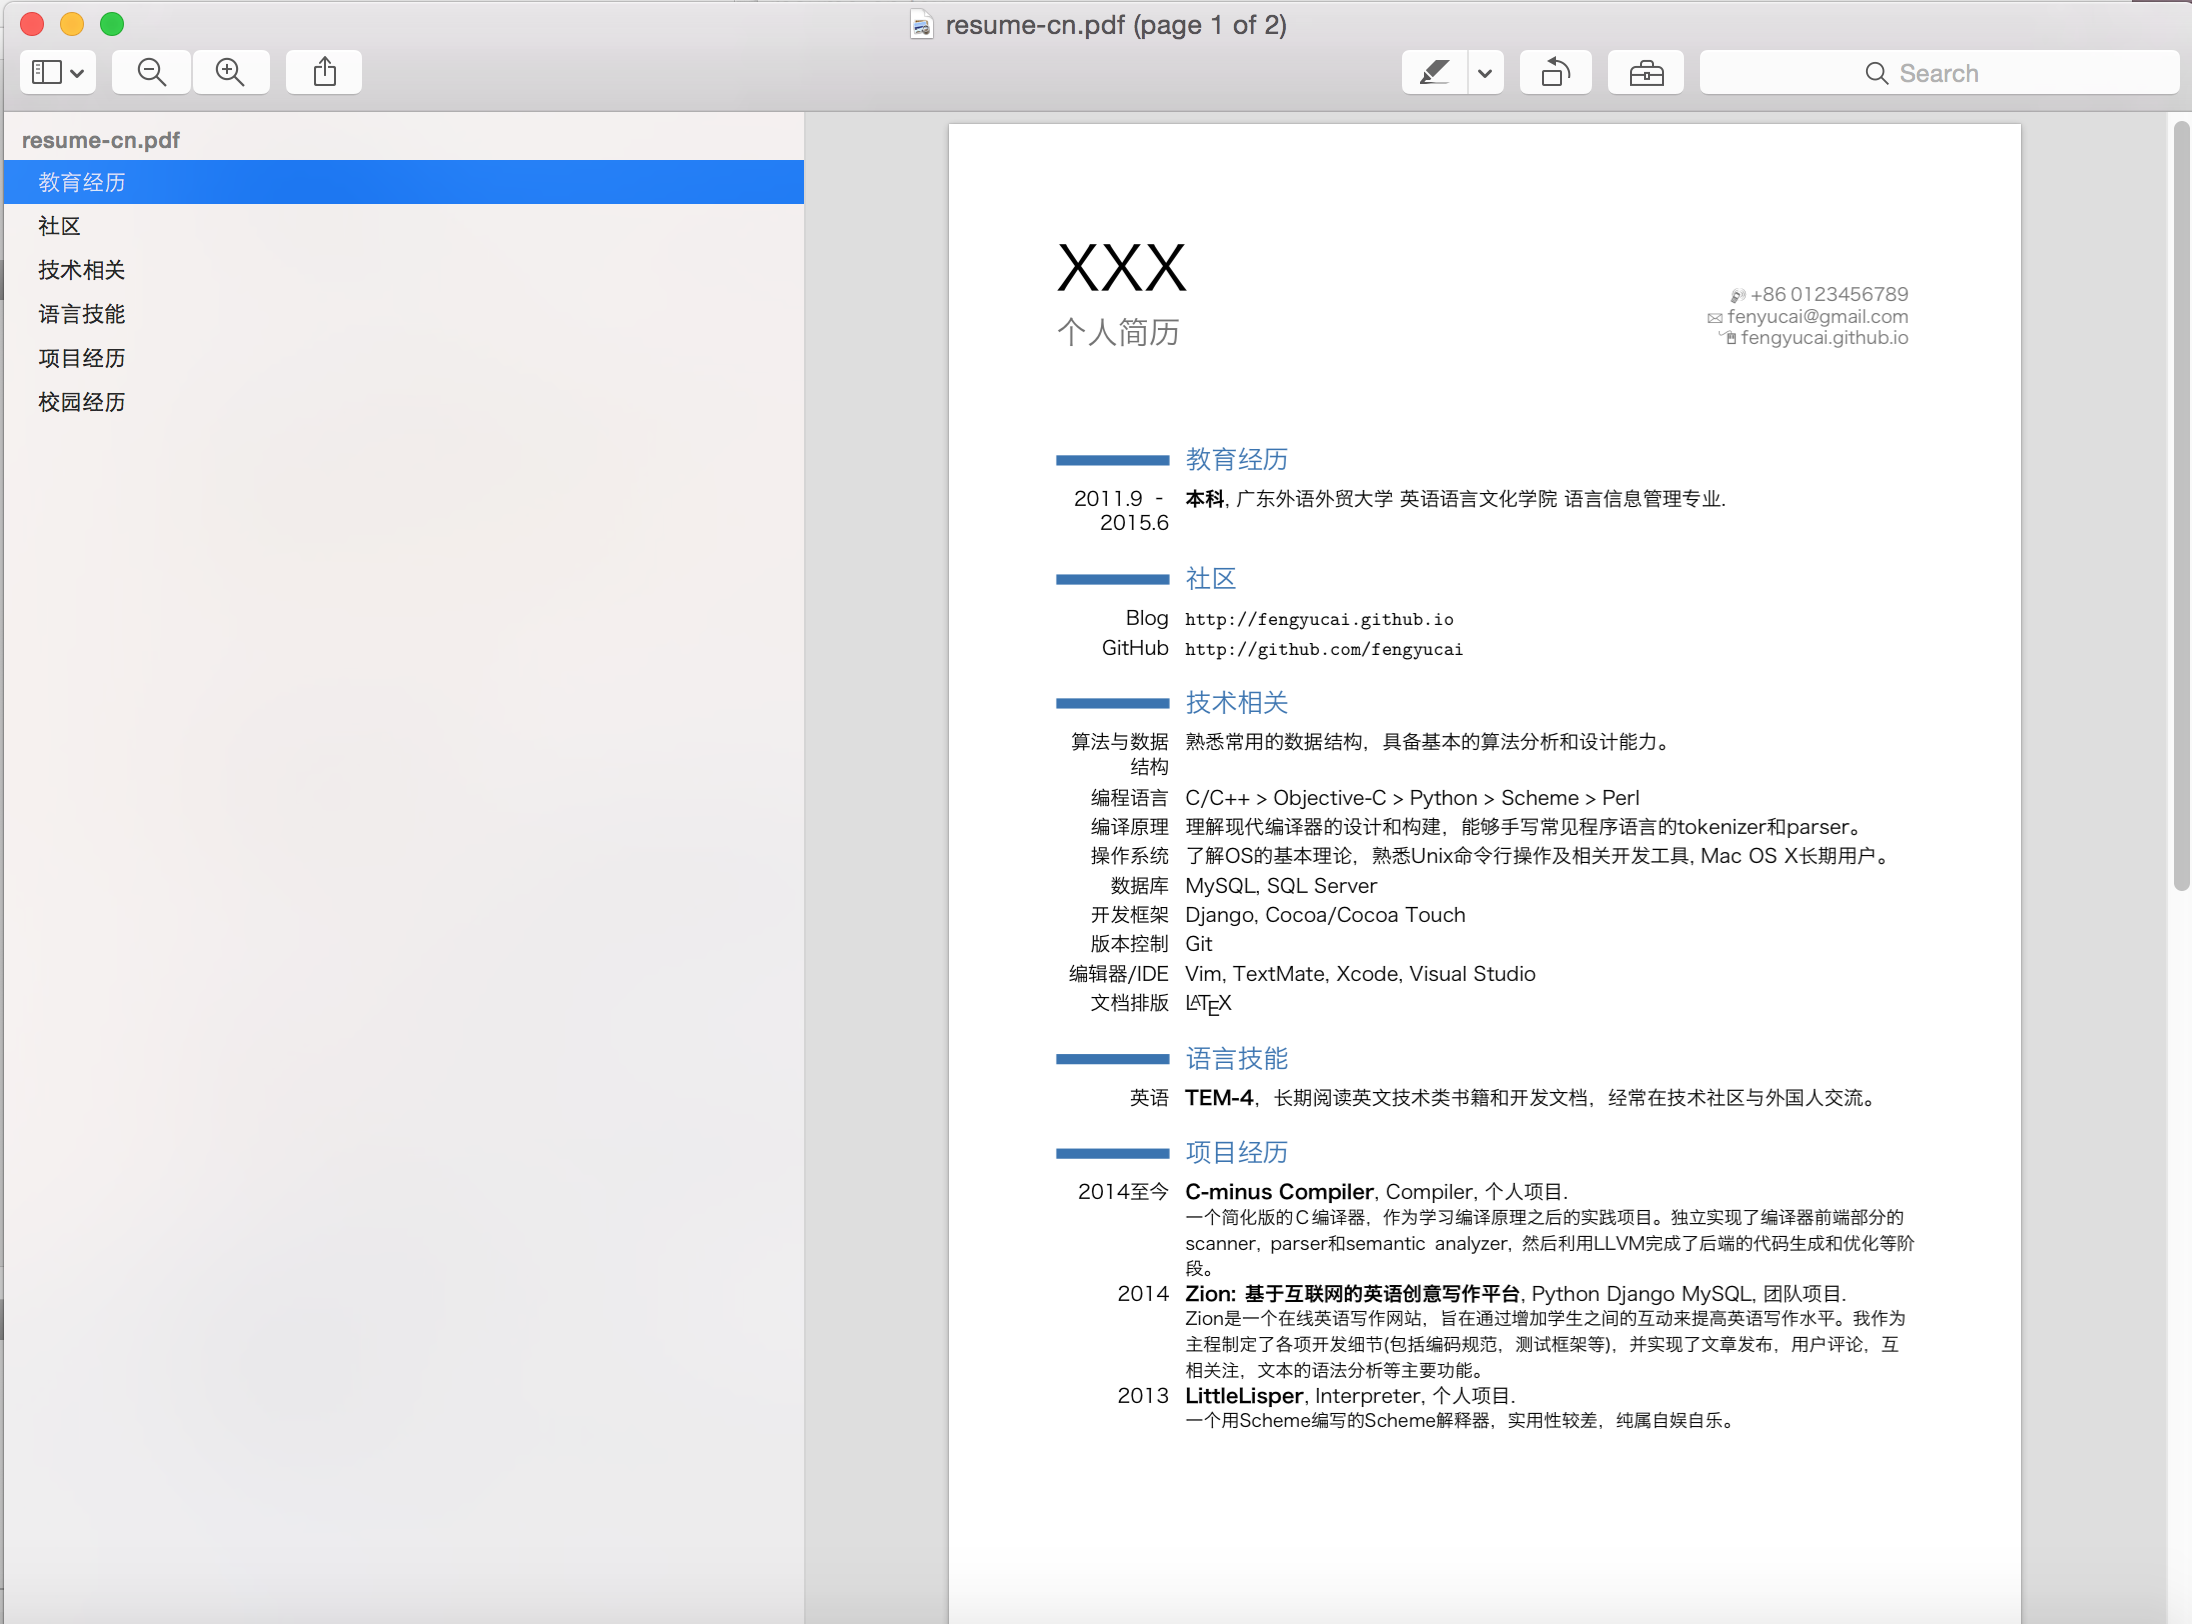 resume-cn.pdf (page 1 of 2)
Search
resume-cn.pdf
教育经历
社区
技术相关
语言技能
项目经历
校园经历
XXX
个人简历
+86 0123456789
fenyucai@gmail.com
fengyucai.github.io
教育经历
2011.9 - 2015.6 本科, 广东外语外贸大学 英语语言文化学院 语言信息管理专业.
社区
Blog http://fengyucai.github.io
GitHub http://github.com/fengyucai
技术相关
算法与数据结构 熟悉常用的数据结构，具备基本的算法分析和设计能力。
编程语言 C/C++ > Objective-C > Python > Scheme > Perl
编译原理 理解现代编译器的设计和构建，能够手写常见程序语言的tokenizer和parser。
操作系统 了解OS的基本理论，熟悉Unix命令行操作及相关开发工具, Mac OS X长期用户。
数据库 MySQL, SQL Server
开发框架 Django, Cocoa/Cocoa Touch
版本控制 Git
编辑器/IDE Vim, TextMate, Xcode, Visual Studio
文档排版 LATEX
语言技能
英语 TEM-4，长期阅读英文技术类书籍和开发文档，经常在技术社区与外国人交流。
项目经历
2014至今 C-minus Compiler, Compiler, 个人项目.
一个简化版的C编译器，作为学习编译原理之后的实践项目。独立实现了编译器前端部分的
scanner, parser和semantic analyzer, 然后利用LLVM完成了后端的代码生成和优化等阶
段。
2014 Zion: 基于互联网的英语创意写作平台, Python Django MySQL, 团队项目.
Zion是一个在线英语写作网站，旨在通过增加学生之间的互动来提高英语写作水平。我作为
主程制定了各项开发细节(包括编码规范，测试框架等)，并实现了文章发布，用户评论，互
相关注，文本的语法分析等主要功能。
2013 LittleLisper, Interpreter, 个人项目.
一个用Scheme编写的Scheme解释器，实用性较差，纯属自娱自乐。